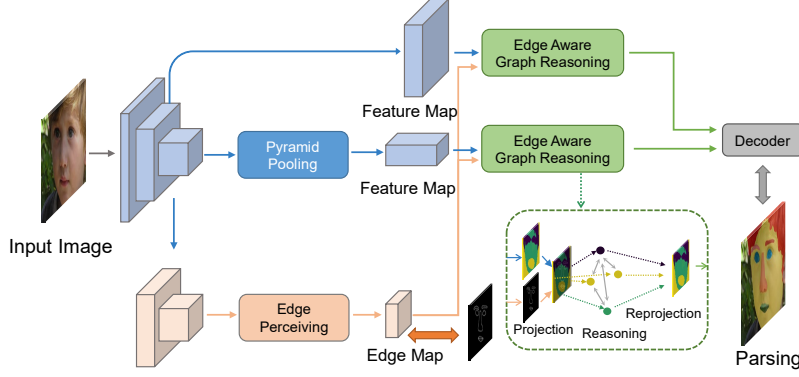 Edge Aware
Graph Reasoning
Feature Map
Pyramid
Pooling
Edge Aware
Graph Reasoning
Decoder
Feature Map
Input Image
Edge
Perceiving
Edge Map
Projection
Reasoning
Reprojection
Parsing